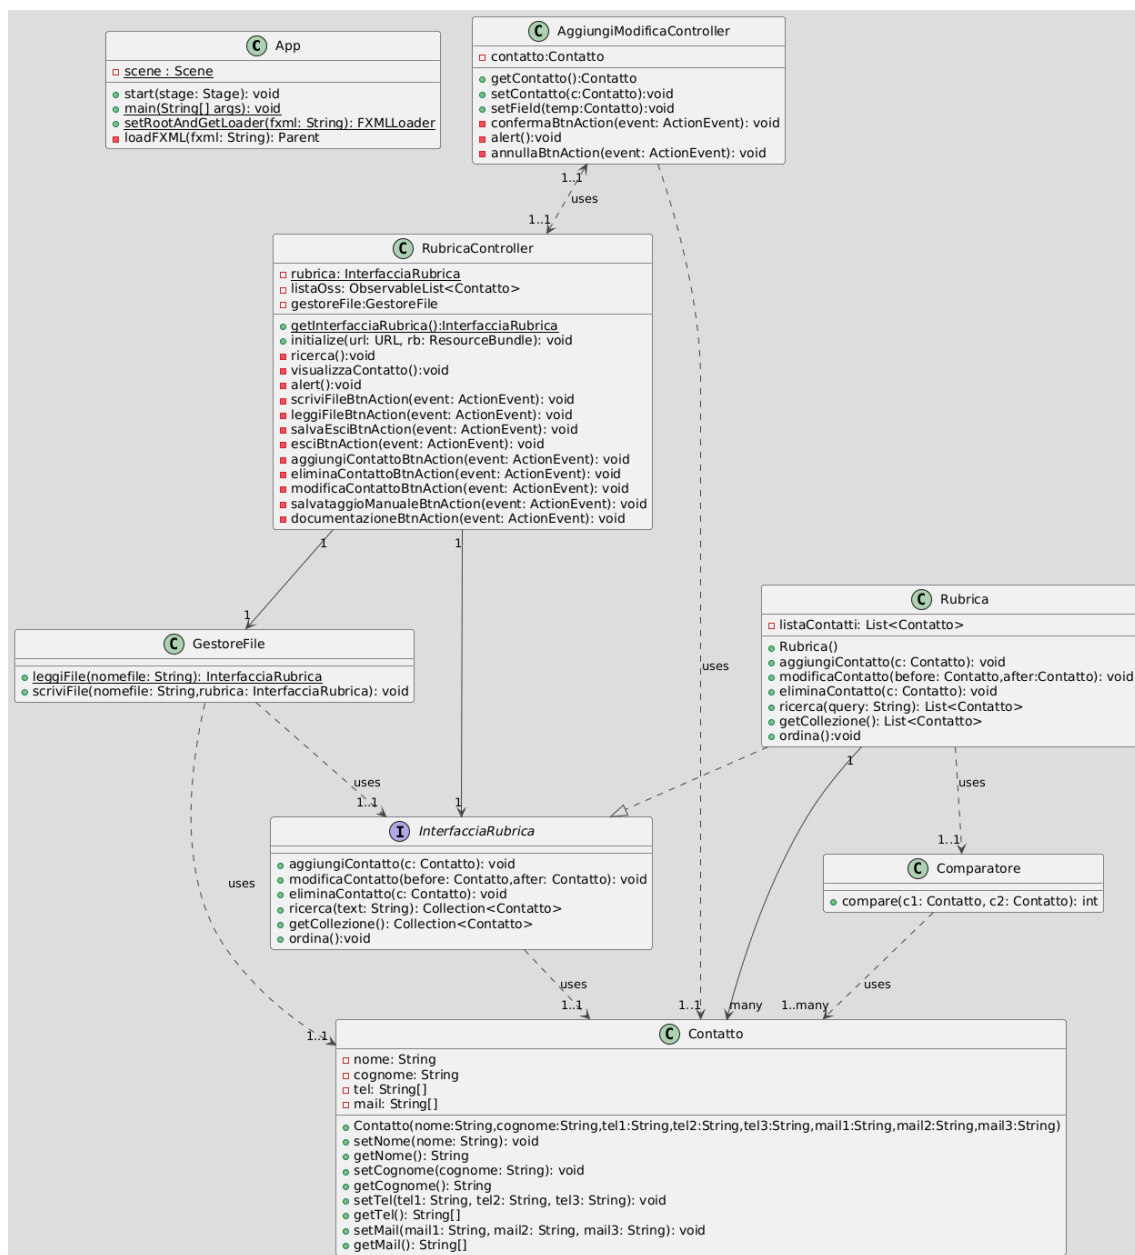 C App
scene : Scene
start(stage: Stage): void
main(String[] args): void
setRootAndGetLoader(fxml: String): FXMLLoader
loadFXML(fxml: String): Parent
C AggiungiModificaController
contatto:Contatto
getContatto():Contatto
setContatto(c:Contatto):void
setField(temp:Contatto):void
confermaBtnAction(event: ActionEvent): void
alert():void
annullaBtnAction(event: ActionEvent): void
1..1
uses
1..1
C RubricaController
rubrica: InterfacciaRubrica
listaOss: ObservableList<Contatto>
gestoreFile:GestoreFile
getInterfacciaRubrica():InterfacciaRubrica
initialize(url: URL, rb: ResourceBundle): void
ricerca():void
visualizzaContatto():void
alert():void
scriviFileBtnAction(event: ActionEvent): void
leggiFileBtnAction(event: ActionEvent): void
salvaEsciBtnAction(event: ActionEvent): void
esciBtnAction(event: ActionEvent): void
aggiungiContattoBtnAction(event: ActionEvent): void
eliminaContattoBtnAction(event: ActionEvent): void
modificaContattoBtnAction(event: ActionEvent): void
salvataggioManualeBtnAction(event: ActionEvent): void
documentazioneBtnAction(event: ActionEvent): void
1
1
1
uses
C GestoreFile
leggiFile(nomefile: String): InterfacciaRubrica
scriviFile(nomefile: String,rubrica: InterfacciaRubrica): void
C Rubrica
listaContatti: List<Contatto>
Rubrica()
aggiungiContatto(c: Contatto): void
modificaContatto(before: Contatto,after:Contatto): void
eliminaContatto(c: Contatto): void
ricerca(query: String): List<Contatto>
getCollezione(): List<Contatto>
ordina():void
1
uses
uses
1..1
1
1..1
I InterfacciaRubrica
aggiungiContatto(c: Contatto): void
modificaContatto(before: Contatto,after: Contatto): void
eliminaContatto(c: Contatto): void
ricerca(text: String): Collection<Contatto>
getCollezione(): Collection<Contatto>
ordina():void
C Comparatore
compare(c1: Contatto, c2: Contatto): int
uses
uses
uses
1..1
1..1
many
1..many
1..1
C Contatto
nome: String
cognome: String
tel: String[]
mail: String[]
Contatto(nome:String,cognome:String,tel1:String,tel2:String,tel3:String,mail1:String,mail2:String,mail3:String)
setNome(nome: String): void
getNome(): String
setCognome(cognome: String): void
getCognome(): String
setTel(tel1: String, tel2: String, tel3: String): void
getTel(): String[]
setMail(mail1: String, mail2: String, mail3: String): void
getMail(): String[]